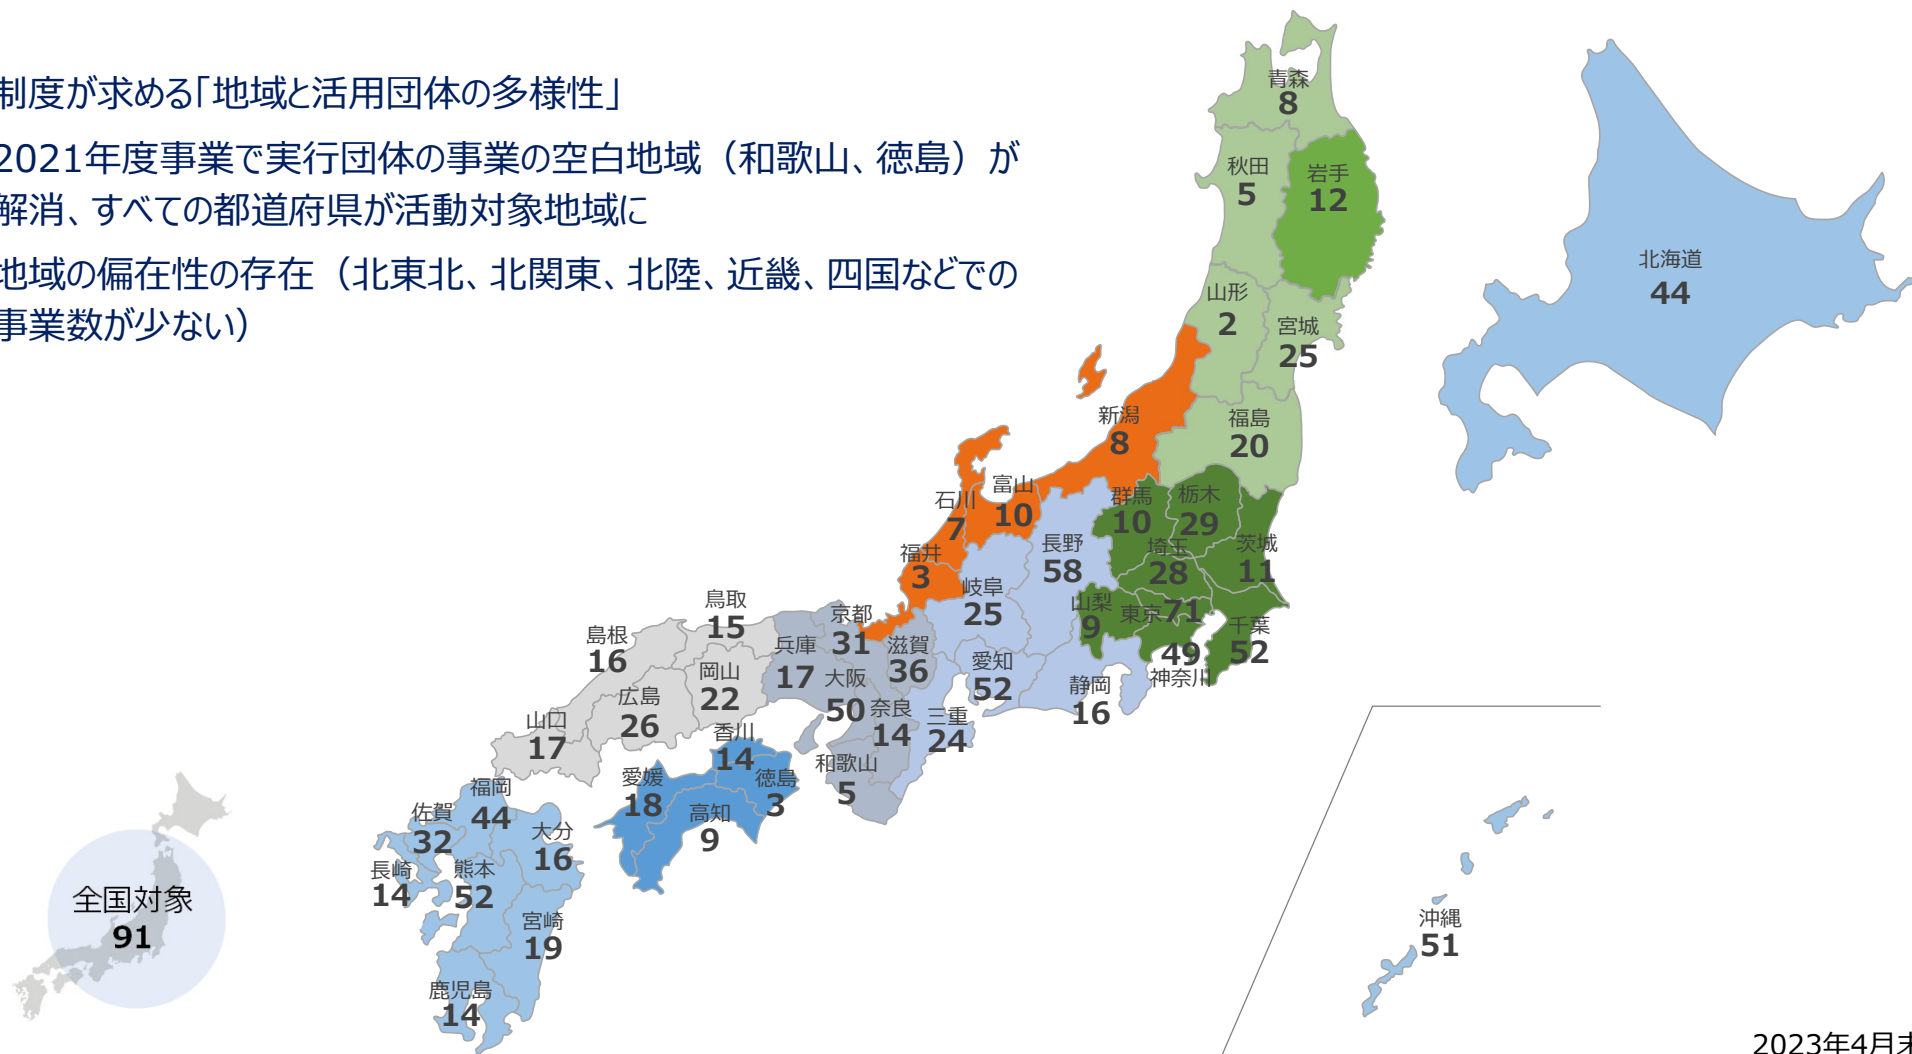 制度が求める「地域と活用団体の多様性」
2021年度事業で実行団体の事業の空白地域（和歌山、徳島）が
解消、すべての都道府県が活動対象地域に
地域の偏在性の存在（北東北、北関東、北陸、近畿、四国などでの
事業数が少ない）
青森
8
秋田
5
岩手
12
山形
2
宮城
25
福島
20
北海道
44
新潟
8
富山
10
石川
7
福井
3
群馬
10
栃木
29
茨城
11
埼玉
28
長野
58
山梨
9
東京71
千葉
52
49
神奈川
岐阜
25
愛知
52
静岡
16
三重
24
京都
31
滋賀
36
兵庫
17
大阪
50
奈良
14
和歌山
5
鳥取
15
島根
16
岡山
22
広島
26
山口
17
香川
14
徳島
3
愛媛
18
高知
9
福岡
44
佐賀
32
長崎
14
大分
16
熊本
52
宮崎
19
鹿児島
14
沖縄
51
全国対象
91
2023年4月末